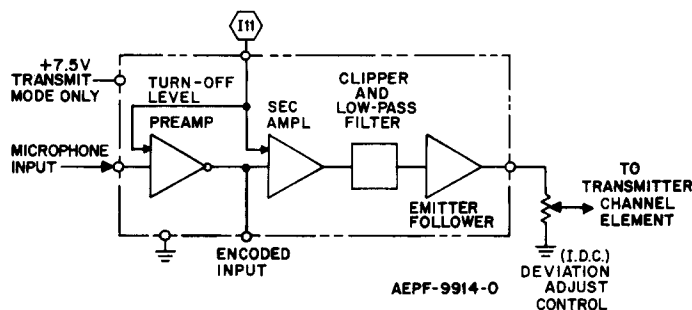 I11
+7.5V
TRANSMIT
MODE ONLY
TURN-OFF
LEVEL
PREAMP
SEC
AMPL
CLIPPER
AND
LOW-PASS
FILTER
MICROPHONE
INPUT
TO
TRANSMITTER
CHANNEL
ELEMENT
EMITTER
FOLLOWER
ENCODED
INPUT
(I.D.C.)
DEVIATION
ADJUST
CONTROL
AEPF-9914-O